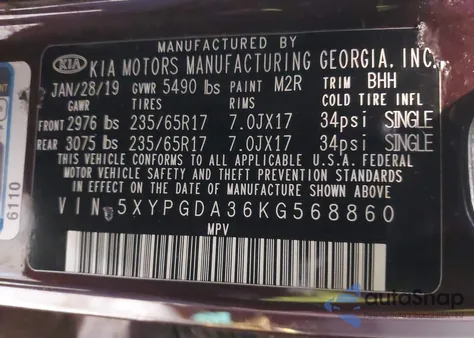 MANUFACTURED BY
KIA KIA MOTORS MANUFACTURING GEORGIA, INC.
JAN/28/19 GVWR 5490 lbs PAINT M2R TRIM BHH
GAWR TIRES RIMS COLD TIRE INFL
FRONT 2976 lbs 235/65R17 7.0JX17 34psi SINGLE
REAR 3075 lbs 235/65R17 7.0JX17 34psi SINGLE
THIS VEHICLE CONFORMS TO ALL APPLICABLE U.S.A. FEDERAL
MOTOR VEHICLE SAFETY AND THEFT PREVENTION STANDARDS
IN EFFECT ON THE DATE OF MANUFACTURE SHOWN ABOVE.
VIN: 5XYPGDA36KG568860
MPV
6110
autoSnap